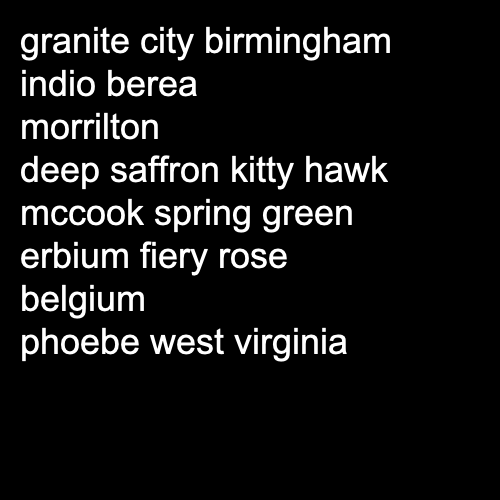 granite city birmingham
indio berea
morrilton
deep saffron kitty hawk
mccook spring green
erbium fiery rose
belgium
phoebe west virginia